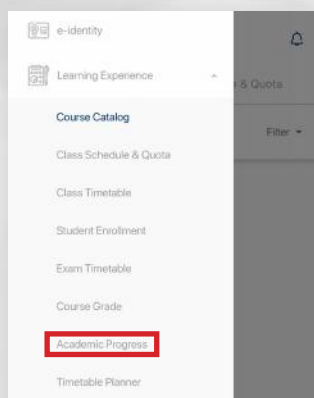 e-identity
Learning Experience
r & Quota
Course Catalog
Filter
Class Schedule & Quota
Class Timetable
Student Enrollment
Exam Timetable
Course Grade
Academic Progress
Timetable Planner